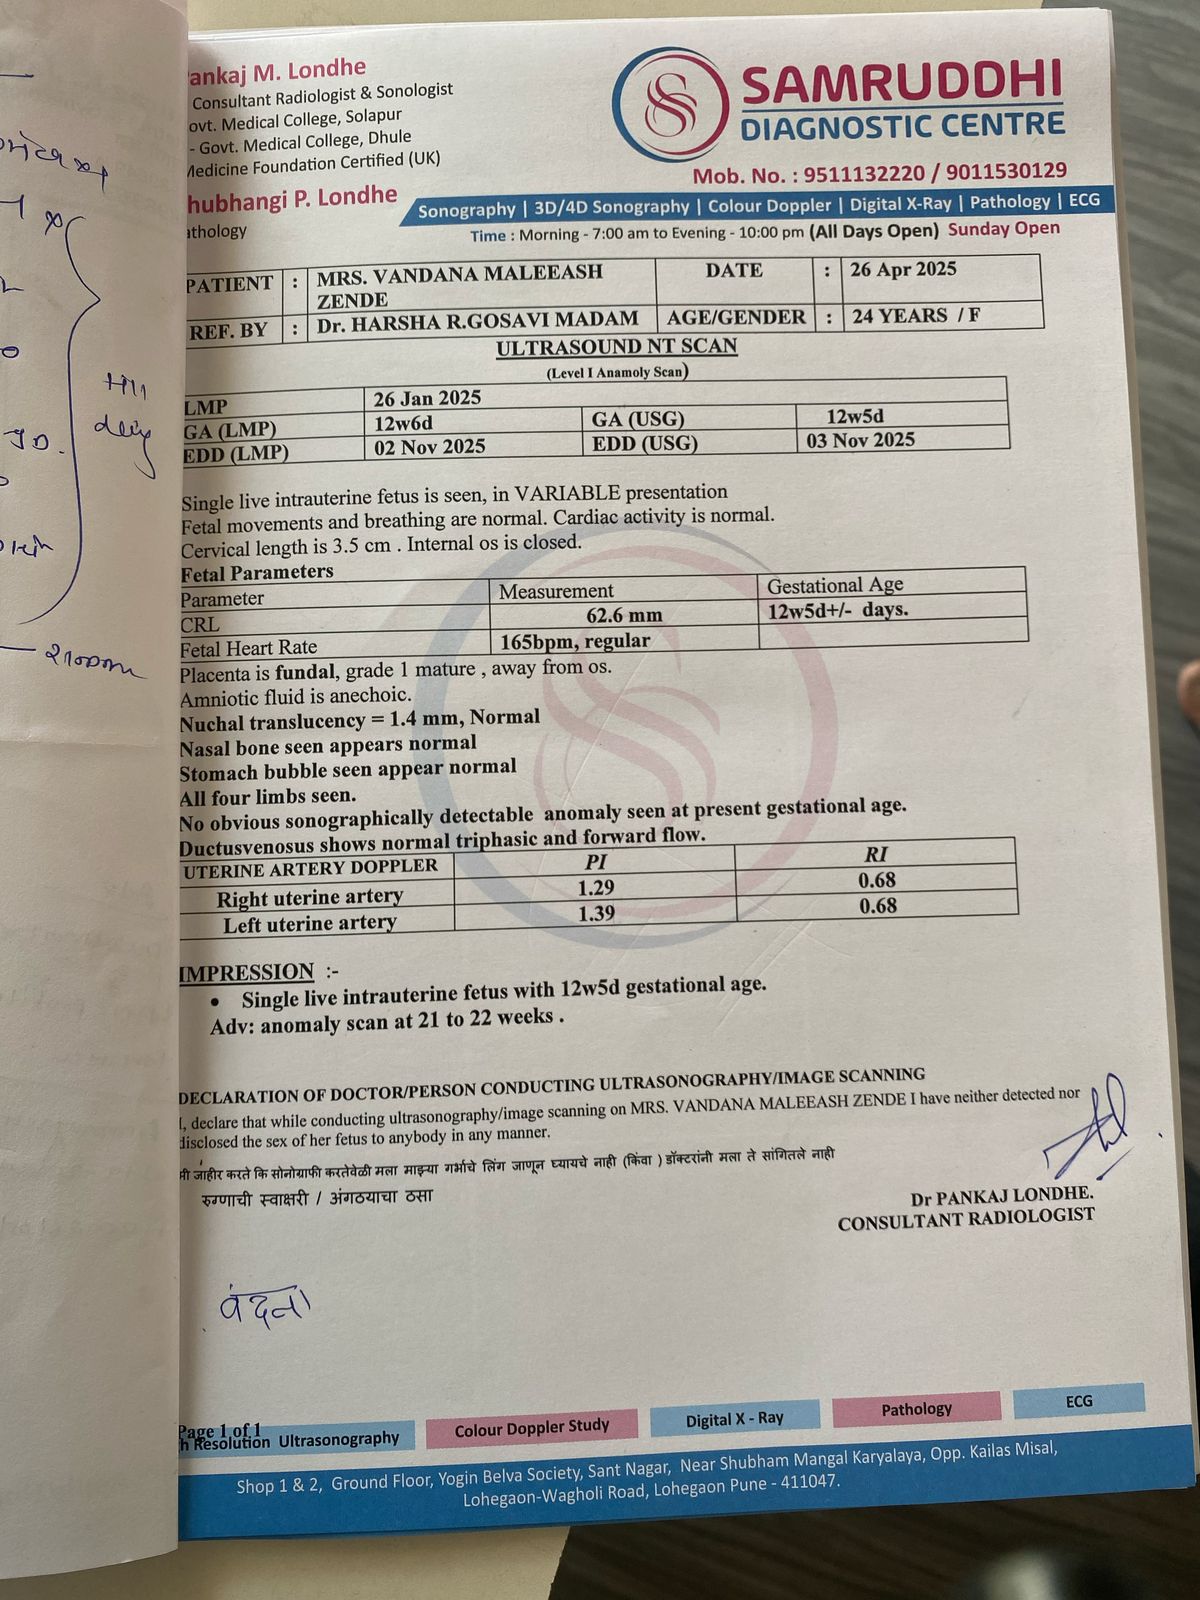 ankaj M. Londhe
Consultant Radiologist & Sonologist
ovt. Medical College, Solapur
- Govt. Medical College, Dhule
Medicine Foundation Certified (UK)
hubhangi P. Londhe
athology
SAMRUDDHI
DIAGNOSTIC CENTRE
Mob. No. : 9511132220 / 9011530129
Sonography | 3D/4D Sonography | Colour Doppler | Digital X-Ray | Pathology | ECG
Time : Morning - 7:00 am to Evening - 10:00 pm (All Days Open) Sunday Open
PATIENT : MRS. VANDANA MALEEASH ZENDE DATE : 26 Apr 2025
REF. BY : Dr. HARSHA R.GOSAVI MADAM AGE/GENDER : 24 YEARS / F
ULTRASOUND NT SCAN
(Level I Anamoly Scan)
LMP 26 Jan 2025
GA (LMP) 12w6d GA (USG) 12w5d
EDD (LMP) 02 Nov 2025 EDD (USG) 03 Nov 2025
Single live intrauterine fetus is seen, in VARIABLE presentation
Fetal movements and breathing are normal. Cardiac activity is normal.
Cervical length is 3.5 cm . Internal os is closed.
Fetal Parameters
Parameter Measurement Gestational Age
CRL 62.6 mm 12w5d+/- days.
Fetal Heart Rate 165bpm, regular
Placenta is fundal, grade 1 mature , away from os.
Amniotic fluid is anechoic.
Nuchal translucency = 1.4 mm, Normal
Nasal bone seen appears normal
Stomach bubble seen appear normal
All four limbs seen.
No obvious sonographically detectable anomaly seen at present gestational age.
Ductusvenosus shows normal triphasic and forward flow.
UTERINE ARTERY DOPPLER PI RI
Right uterine artery 1.29 0.68
Left uterine artery 1.39 0.68
IMPRESSION :-
• Single live intrauterine fetus with 12w5d gestational age.
Adv: anomaly scan at 21 to 22 weeks .
DECLARATION OF DOCTOR/PERSON CONDUCTING ULTRASONOGRAPHY/IMAGE SCANNING
I, declare that while conducting ultrasonography/image scanning on MRS. VANDANA MALEEASH ZENDE I have neither detected nor
disclosed the sex of her fetus to anybody in any manner.
मी जाहीर करते कि सोनोग्राफी करतेवेळी मला माझ्या गर्भाचे लिंग जाणून घ्यायचे नाही (किंवा ) डॉक्टरांनी मला ते सांगितले नाही
रुग्णाची स्वाक्षरी / अंगठयाचा ठसा
Dr PANKAJ LONDHE.
CONSULTANT RADIOLOGIST
वंदना
Page 1 of 1
h Resolution Ultrasonography
Colour Doppler Study
Digital X - Ray
Pathology
ECG
Shop 1 & 2, Ground Floor, Yogin Belva Society, Sant Nagar, Near Shubham Mangal Karyalaya, Opp. Kailas Misal,
Lohegaon-Wagholi Road, Lohegaon Pune - 411047.